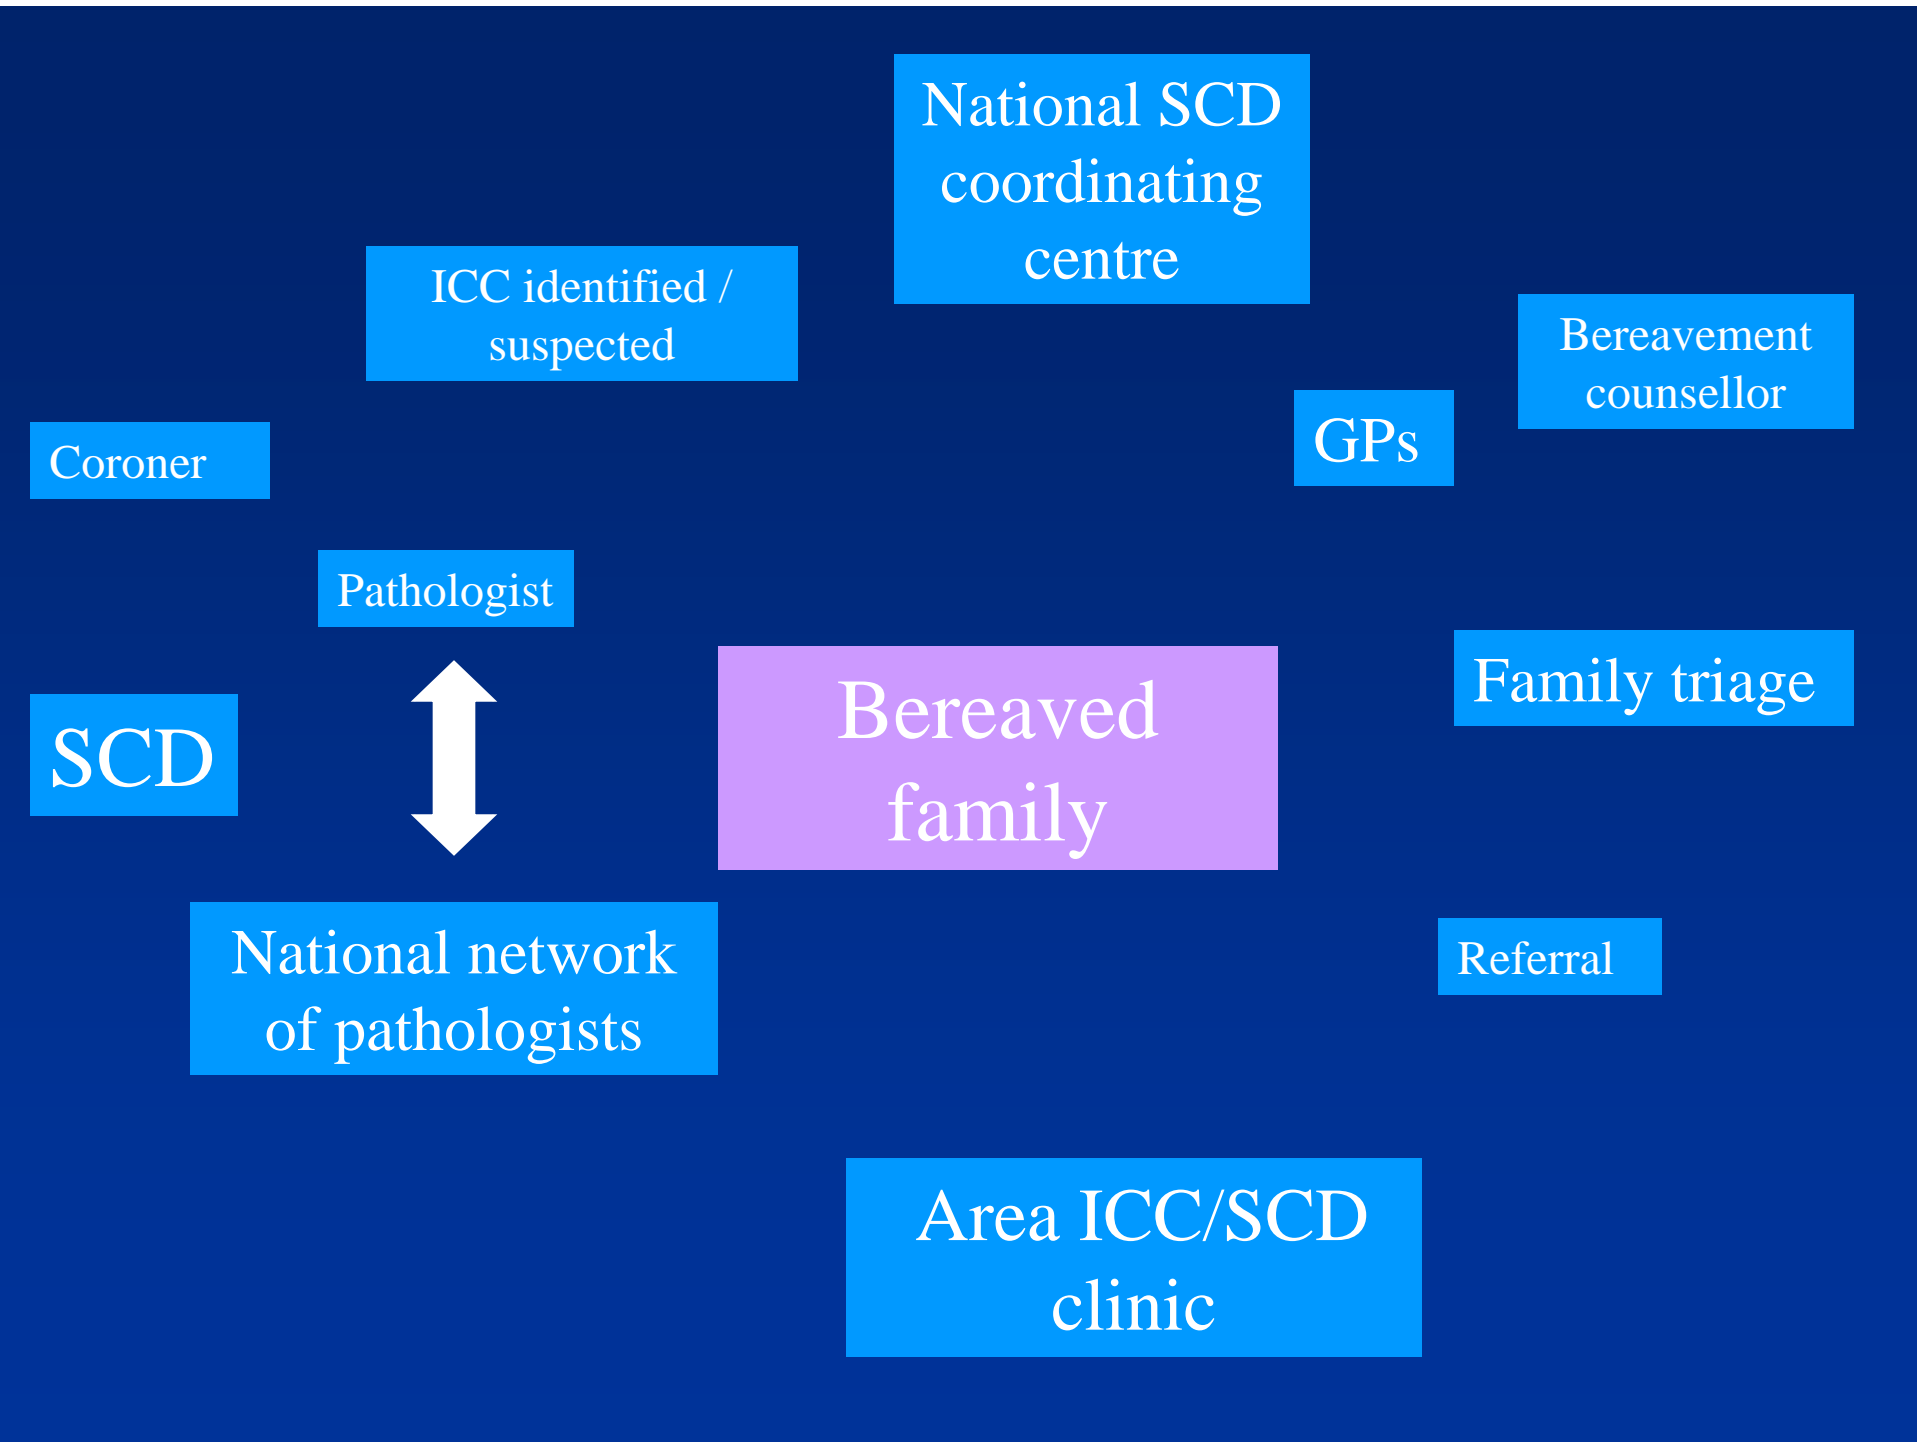 National SCD
coordinating
centre
ICC identified /
suspected
Bereavement
counsellor
GPs
Coroner
Pathologist
Family triage
SCD
Bereaved
family
National network
of pathologists
Referral
Area ICC/SCD
clinic